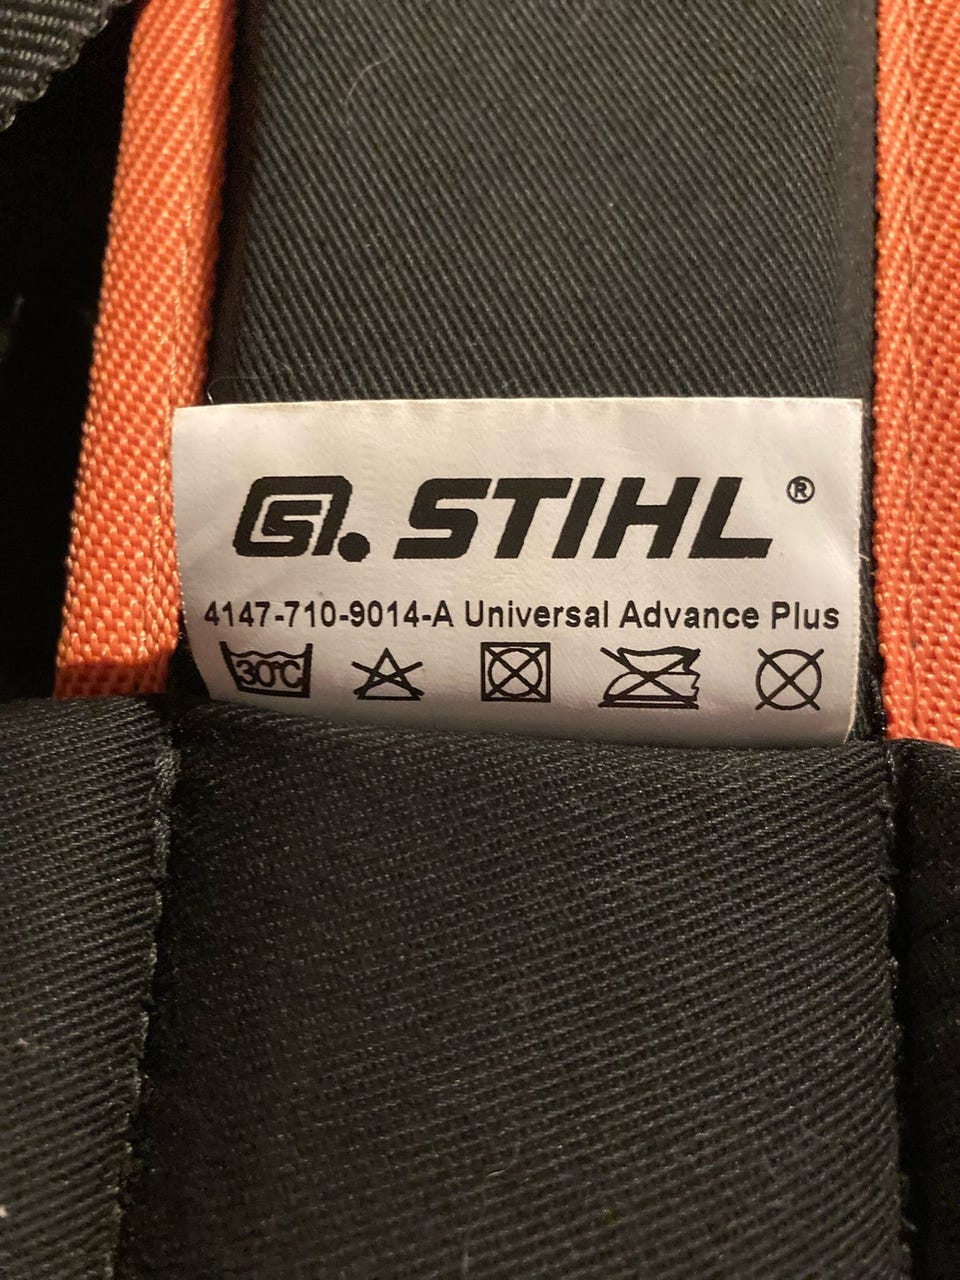 STIHL®
4147-710-9014-A Universal Advance Plus
30°C